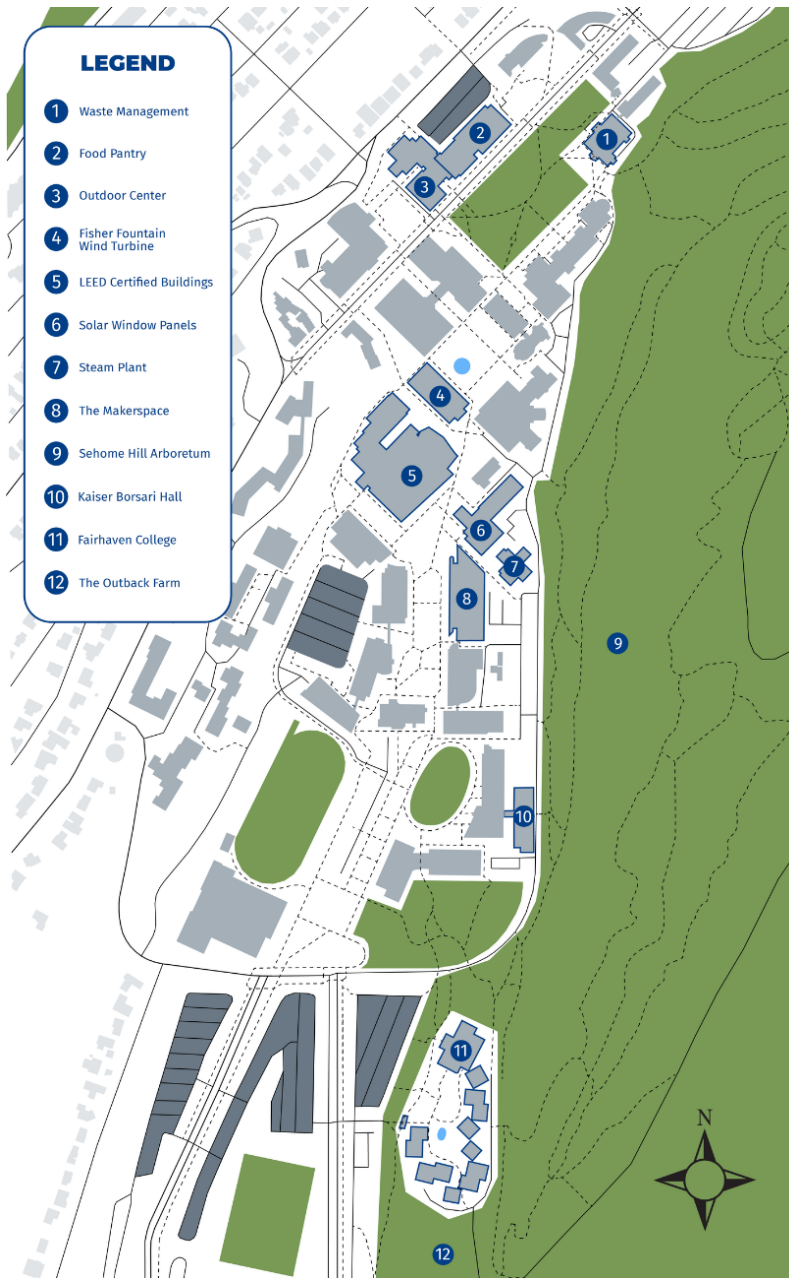 LEGEND
1 Waste Management
2 Food Pantry
3 Outdoor Center
4 Fisher Fountain
Wind Turbine
5 LEED Certified Buildings
6 Solar Window Panels
7 Steam Plant
8 The Makerspace
9 Sehome Hill Arboretum
10 Kaiser Borsari Hall
11 Fairhaven College
12 The Outback Farm
1
2
3
4
5
6
7
8
9
10
11
N
12